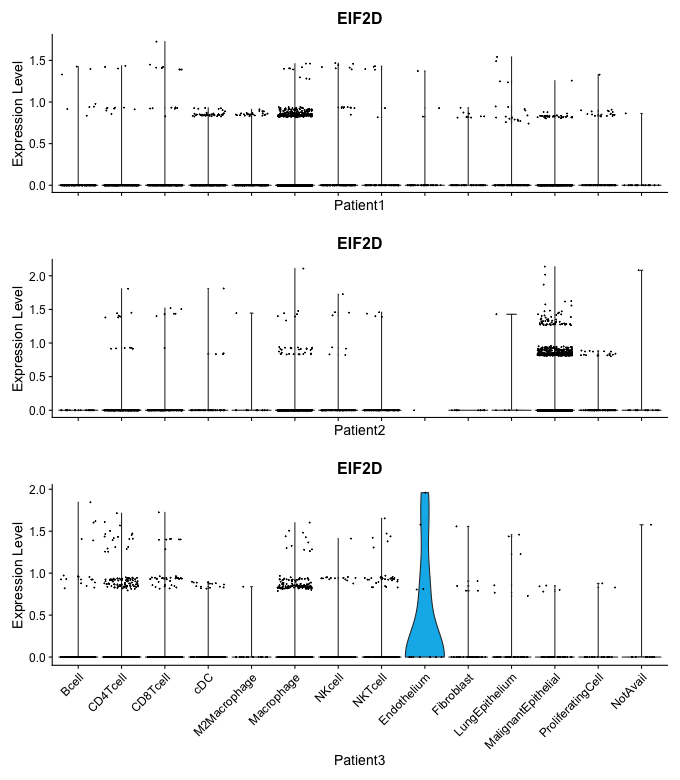 EIF2D
Expression Level
1.5
1.0
0.5
0.0
Patient1
EIF2D
Expression Level
2.0
1.5
1.0
0.5
0.0
Patient2
EIF2D
Expression Level
2.0
1.5
1.0
0.5
0.0
Bcell
CD4Tcell
CD8Tcell
cDC
M2Macrophage
Macrophage
NKcell
NKTcell
Endothelium
Fibroblast
LungEpithelium
MalignantEpithelial
ProliferatingCell
NotAvail
Patient3